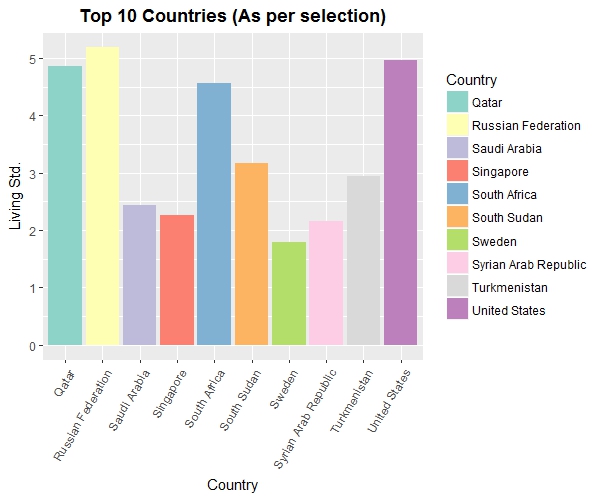 Top 10 Countries (As per selection)
Living Std.
5
4
3
2
1
0
Qatar
Russian Federation
Saudi Arabia
Singapore
South Africa
South Sudan
Sweden
Syrian Arab Republic
Turkmenistan
United States
Country
Country
Qatar
Russian Federation
Saudi Arabia
Singapore
South Africa
South Sudan
Sweden
Syrian Arab Republic
Turkmenistan
United States